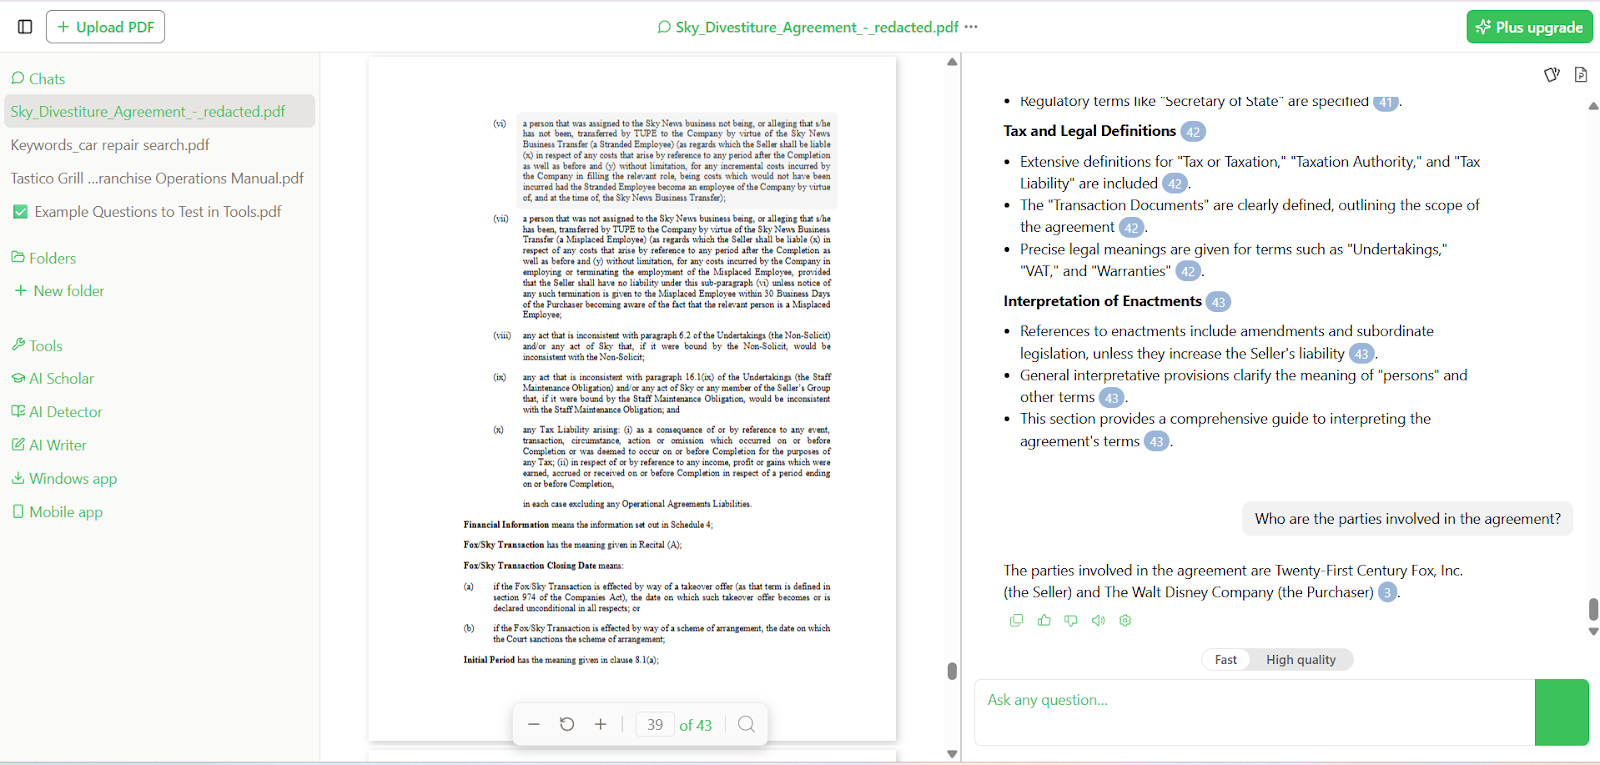 Upload PDF
Sky_Divestiture_Agreement_-_redacted.pdf ···
Plus upgrade
Chats
Sky_Divestiture_Agreement_-_redacted.pdf
Keywords_car repair search.pdf
Tastico Grill ...ranchise Operations Manual.pdf
Example Questions to Test in Tools.pdf
Folders
New folder
Tools
AI Scholar
AI Detector
AI Writer
Windows app
Mobile app
(vi) a person that was assigned to the Sky News business not being, or alleging that s/he
has not been, transferred by TUPE to the Company by virtue of the Sky News
Business Transfer (a Stranded Employee) (as regards which the Seller shall be liable
(x) in respect of any costs that arise by reference to any period after the Completion
as well as before and (y) without limitation, for any incremental costs incurred by
the Company in filling the relevant role, being costs which would not have been
incurred had the Stranded Employee become an employee of the Company by virtue
of, and at the time of, the Sky News Business Transfer);
(vii) a person that was not assigned to the Sky News business being, or alleging that s/he
has been, transferred by TUPE to the Company by virtue of the Sky News Business
Transfer (a Misplaced Employee) (as regards which the Seller shall be liable (x) in
respect of any costs that arise by reference to any period after the Completion as
well as before and (y) without limitation, for any costs incurred by the Company in
employing or terminating the employment of the Misplaced Employee, provided
that the Seller shall have no liability under this sub-paragraph (vi) unless notice of
any such termination is given to the Misplaced Employee within 30 Business Days
of the Purchaser becoming aware of the fact that the relevant person is a Misplaced
Employee;
(viii) any act that is inconsistent with paragraph 6.2 of the Undertakings (the Non-Solicit)
and/or any act of Sky that, if it were bound by the Non-Solicit, would be
inconsistent with the Non-Solicit;
(ix) any act that is inconsistent with paragraph 16.1(ix) of the Undertakings (the Staff
Maintenance Obligation) and/or any act of Sky or any member of the Seller's Group
that, if it were bound by the Staff Maintenance Obligation, would be inconsistent
with the Staff Maintenance Obligation; and
(x) any Tax Liability arising: (i) as a consequence of or by reference to any event,
transaction, circumstance, action or omission which occurred on or before
Completion or was deemed to occur on or before Completion for the purposes of
any Tax; (ii) in respect of or by reference to any income, profit or gains which were
earned, accrued or received on or before Completion in respect of a period ending
on or before Completion,
in each case excluding any Operational Agreements Liabilities.
Financial Information means the information set out in Schedule 4;
Fox/Sky Transaction has the meaning given in Recital (A);
Fox/Sky Transaction Closing Date means:
(a) if the Fox/Sky Transaction is effected by way of a takeover offer (as that term is defined in
section 974 of the Companies Act), the date on which such takeover offer becomes or is
declared unconditional in all respects; or
(b) if the Fox/Sky Transaction is effected by way of a scheme of arrangement, the date on which
the Court sanctions the scheme of arrangement;
Initial Period has the meaning given in clause 8.1(a);
39 of 43
• Regulatory terms like "Secretary of State" are specified 41.
Tax and Legal Definitions 42
• Extensive definitions for "Tax or Taxation," "Taxation Authority," and "Tax
Liability" are included 42.
• The "Transaction Documents" are clearly defined, outlining the scope of
the agreement 42.
• Precise legal meanings are given for terms such as "Undertakings,"
"VAT," and "Warranties" 42.
Interpretation of Enactments 43
• References to enactments include amendments and subordinate
legislation, unless they increase the Seller's liability 43.
• General interpretative provisions clarify the meaning of "persons" and
other terms 43.
• This section provides a comprehensive guide to interpreting the
agreement's terms 43.
Who are the parties involved in the agreement?
The parties involved in the agreement are Twenty-First Century Fox, Inc.
(the Seller) and The Walt Disney Company (the Purchaser) 3.
Fast High quality
Ask any question...